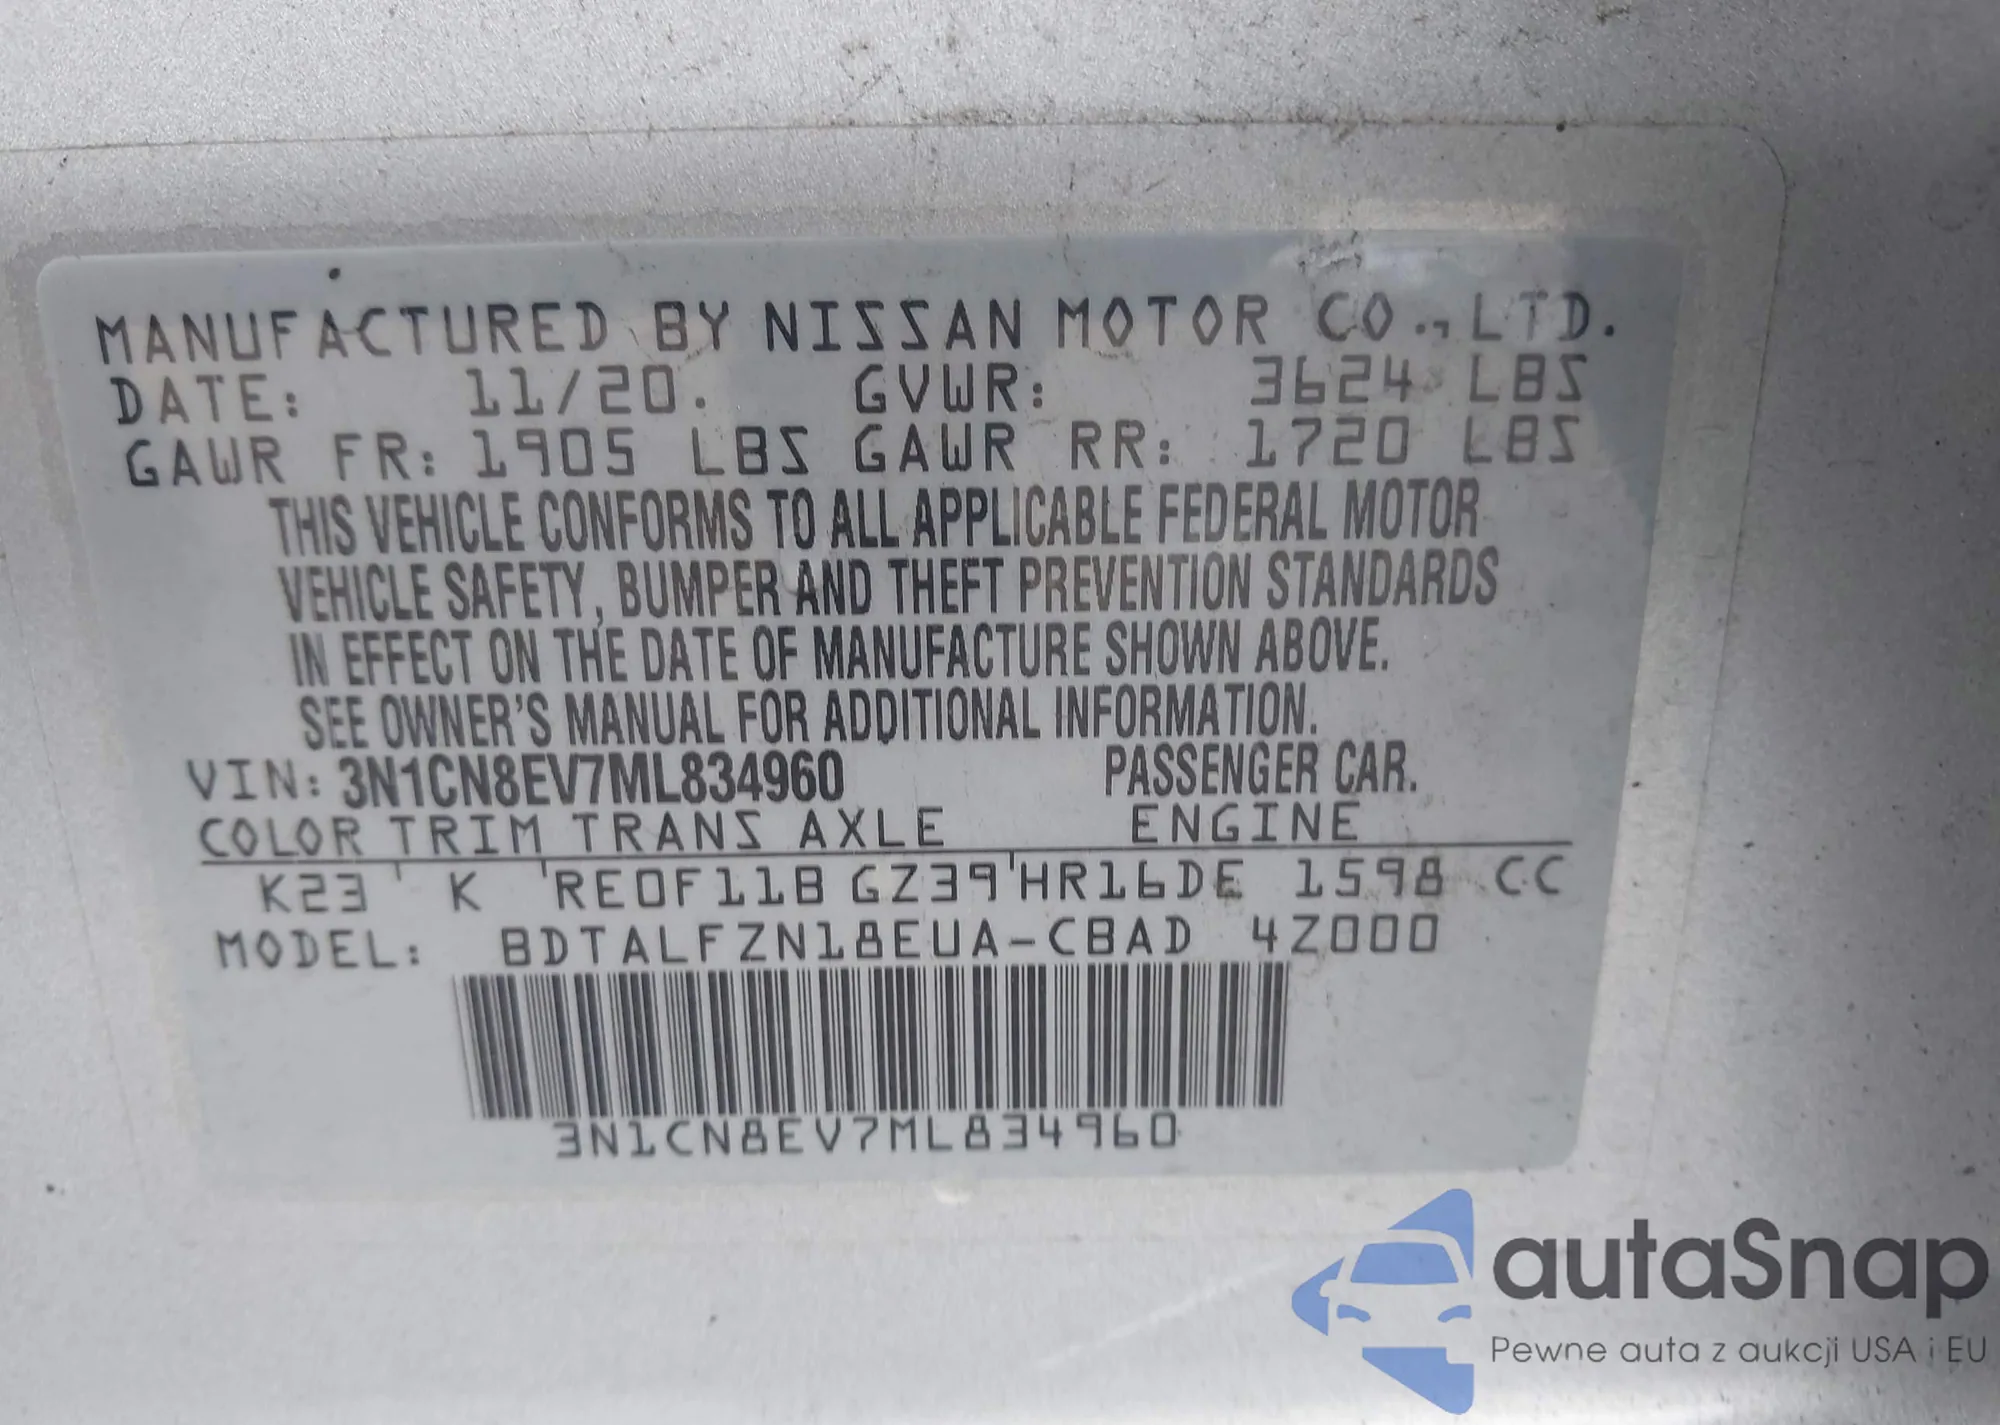 MANUFACTURED BY NISSAN MOTOR CO., LTD.
DATE: 11/20. GVWR: 3624 LBS
GAWR FR: 1905 LBS GAWR RR: 1720 LBS
THIS VEHICLE CONFORMS TO ALL APPLICABLE FEDERAL MOTOR
VEHICLE SAFETY, BUMPER AND THEFT PREVENTION STANDARDS
IN EFFECT ON THE DATE OF MANUFACTURE SHOWN ABOVE.
SEE OWNER'S MANUAL FOR ADDITIONAL INFORMATION.
VIN: 3N1CN8EV7ML834960 PASSENGER CAR.
COLOR TRIM TRANS AXLE ENGINE
K23 K RE0F11B GZ39 HR16DE 1598 CC
MODEL: BDTALFZN18EUA-CBAD 4Z000
3N1CN8EV7ML834960
autaSnap
Pewne auta z aukcji USA i EU